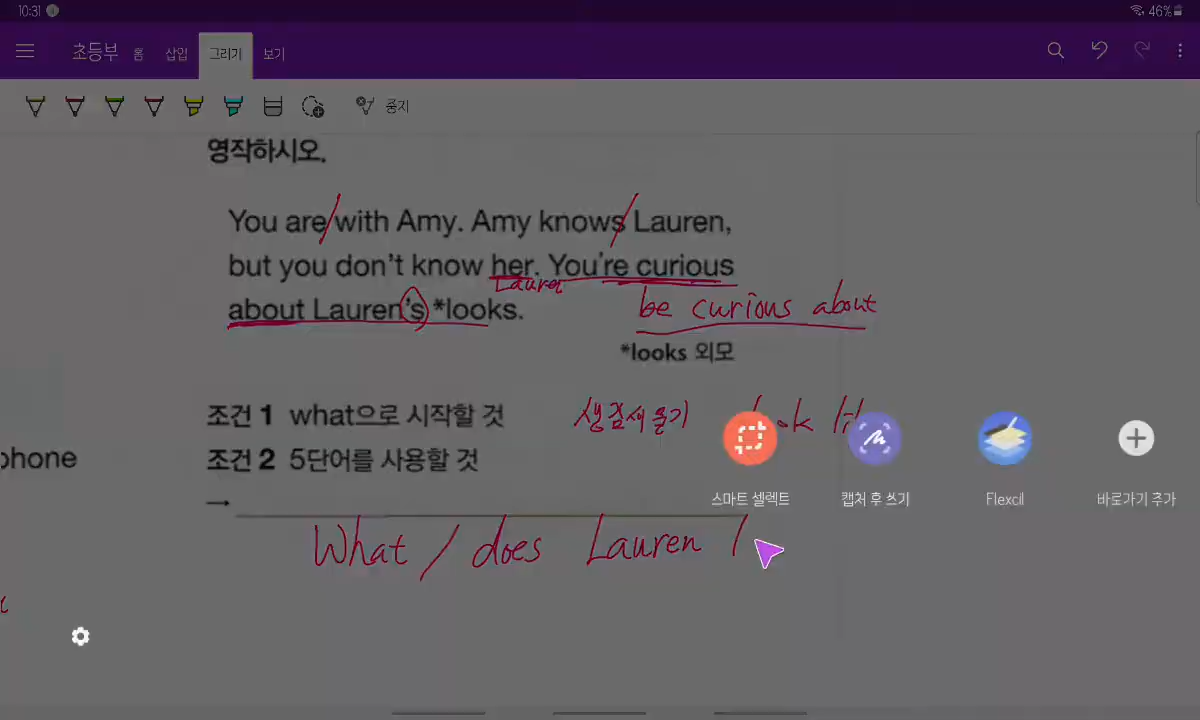 10:31
46%
초등부 홈 삽입 그리기 보기
중지
영작하시오.
You are/with Amy. Amy knows/Lauren,
but you don't know her. You're curious
Lauren
about Lauren's *looks.
be curious about
*looks 외모
조건 1 what으로 시작할 것
생김새 묻기
phone
조건 2 5단어를 사용할 것
스마트 셀렉트 캡처 후 쓰기 Flexcil 바로가기 추가
→
What / does Lauren l